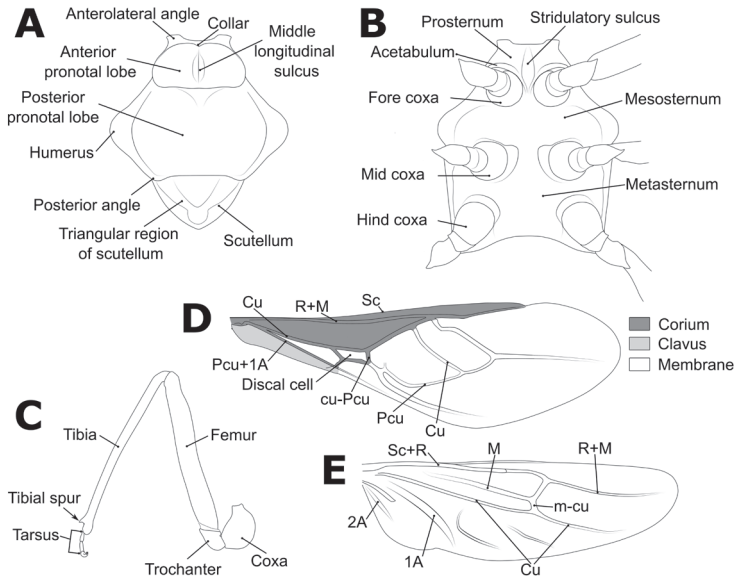 A
Anterolateral angle
Collar
Anterior
pronotal lobe
Middle
longitudinal
sulcus
Posterior
pronotal lobe
Humerus
Posterior angle
Triangular region
of scutellum
Scutellum
B
Prosternum
Stridulatory sulcus
Acetabulum
Fore coxa
Mesosternum
Mid coxa
Metasternum
Hind coxa
D
Cu
R+M
Sc
Pcu+1A
Discal cell
cu-Pcu
Pcu
Cu
Corium
Clavus
Membrane
C
Tibia
Femur
Tibial spur
Tarsus
Trochanter
Coxa
E
Sc+R
M
R+M
m-cu
2A
1A
Cu